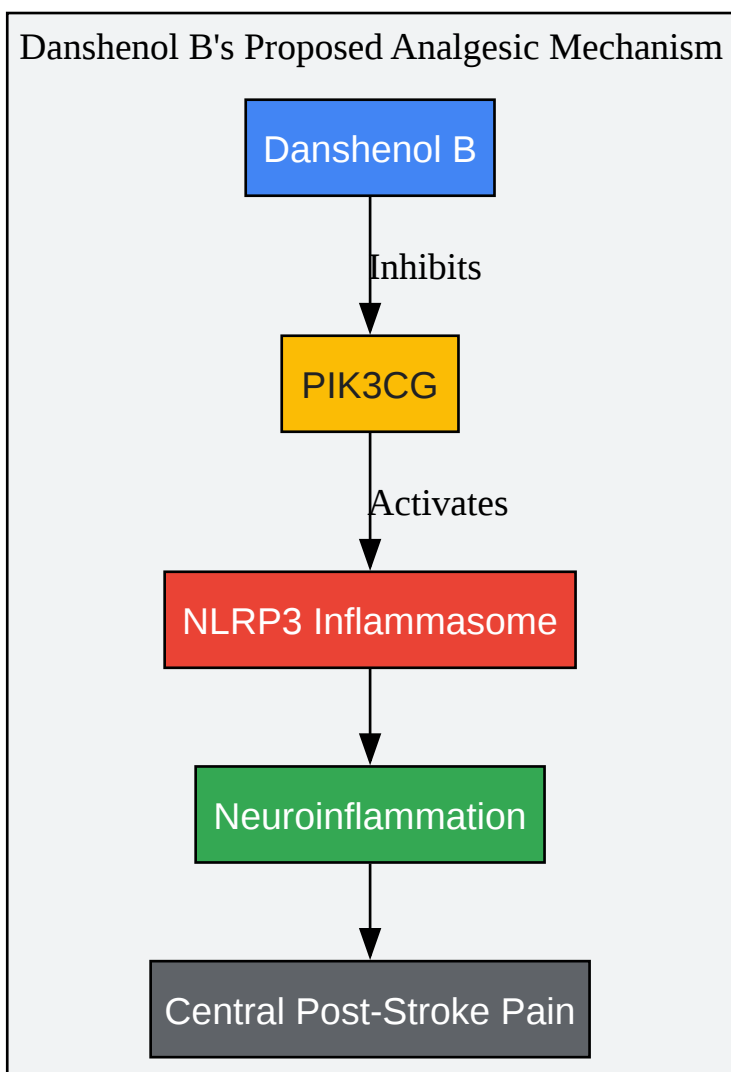 Danshenol B's Proposed Analgesic Mechanism
Danshenol B
Inhibits
PIK3CG
Activates
NLRP3 Inflammasome
Neuroinflammation
Central Post-Stroke Pain